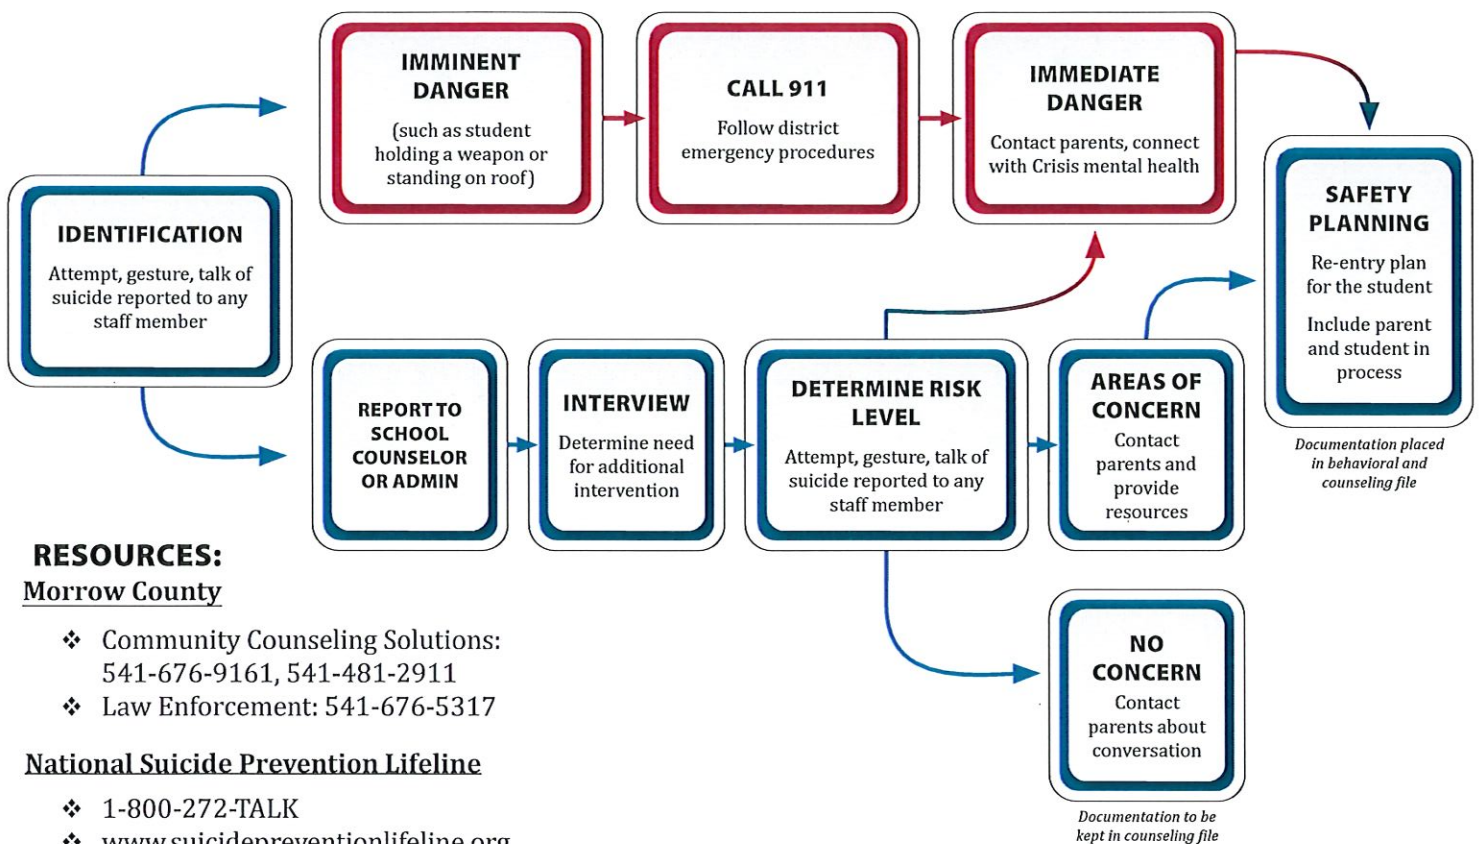 IMMINENT
DANGER
(such as student
holding a weapon or
standing on roof)
CALL 911
Follow district
emergency procedures
IMMEDIATE
DANGER
Contact parents, connect
with Crisis mental health
SAFETY
PLANNING
Re-entry plan
for the student
Include parent
and student in
process
Documentation placed
in behavioral and
counseling file
IDENTIFICATION
Attempt, gesture, talk of
suicide reported to any
staff member
REPORT TO
SCHOOL
COUNSELOR
OR ADMIN
INTERVIEW
Determine need
for additional
intervention
DETERMINE RISK
LEVEL
Attempt, gesture, talk of
suicide reported to any
staff member
AREAS OF
CONCERN
Contact
parents and
provide
resources
NO
CONCERN
Contact
parents about
conversation
Documentation to be
kept in counseling file
RESOURCES:
Morrow County
❖ Community Counseling Solutions:
541-676-9161, 541-481-2911
❖ Law Enforcement: 541-676-5317
National Suicide Prevention Lifeline
❖ 1-800-272-TALK
❖ www.suicidepreventionlifeline.org